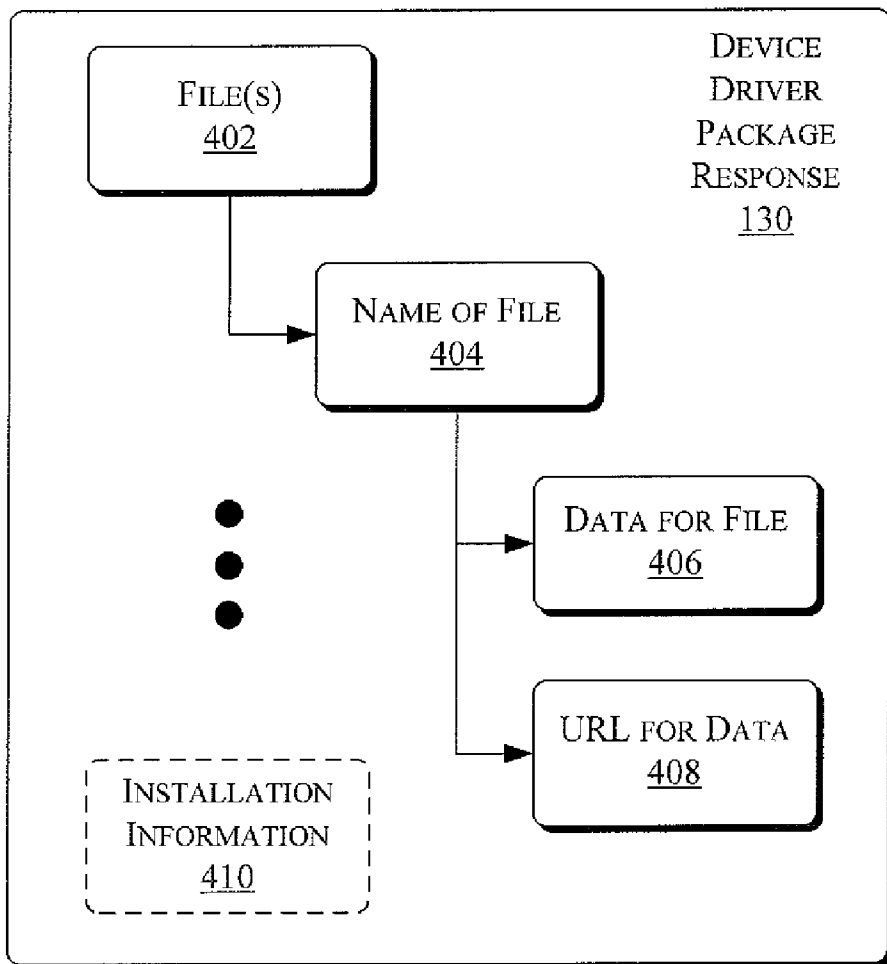 FILE(S)
402
DEVICE
DRIVER
PACKAGE
RESPONSE
130
NAME OF FILE
404
DATA FOR FILE
406
URL FOR DATA
408
INSTALLATION
INFORMATION
410